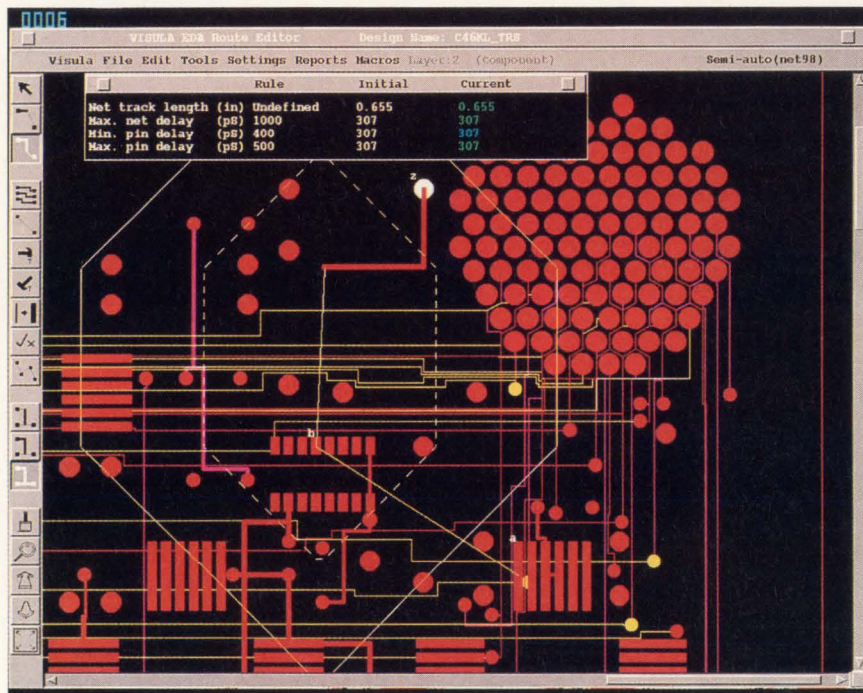 0006
VISULA EDA Route Editor Design Name: C46KL_TRS
Visula File Edit Tools Settings Reports Macros Layer:2 (Component) Semi-auto(net98)
Rule Initial Current
Net track length (in) Undefined 0.655 0.655
Max. net delay (pS) 1000 307 307
Min. pin delay (pS) 400 307 307
Max. pin delay (pS) 500 307 307
z
b
a